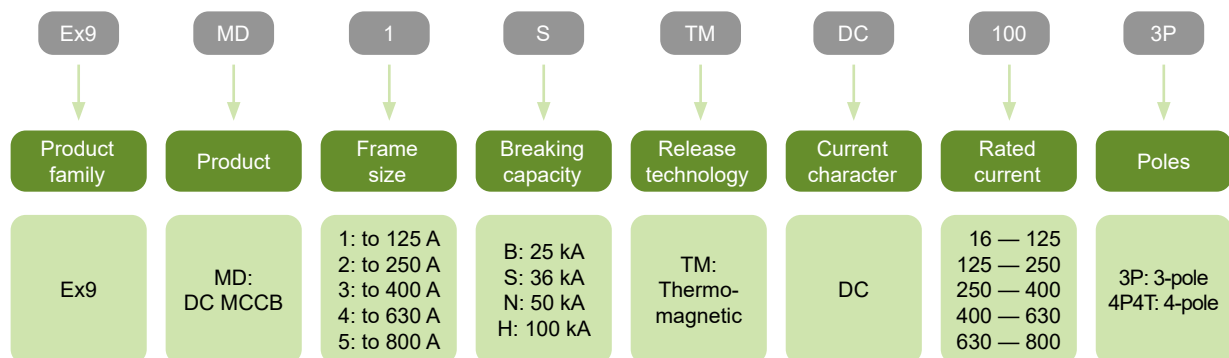 Ex9 MD 1 S TM DC 100 3P
Product family
Product
Frame size
Breaking capacity
Release technology
Current character
Rated current
Poles
Ex9
MD:
DC MCCB
1: to 125 A
2: to 250 A
3: to 400 A
4: to 630 A
5: to 800 A
B: 25 kA
S: 36 kA
N: 50 kA
H: 100 kA
TM:
Thermo-
magnetic
DC
16 — 125
125 — 250
250 — 400
400 — 630
630 — 800
3P: 3-pole
4P4T: 4-pole